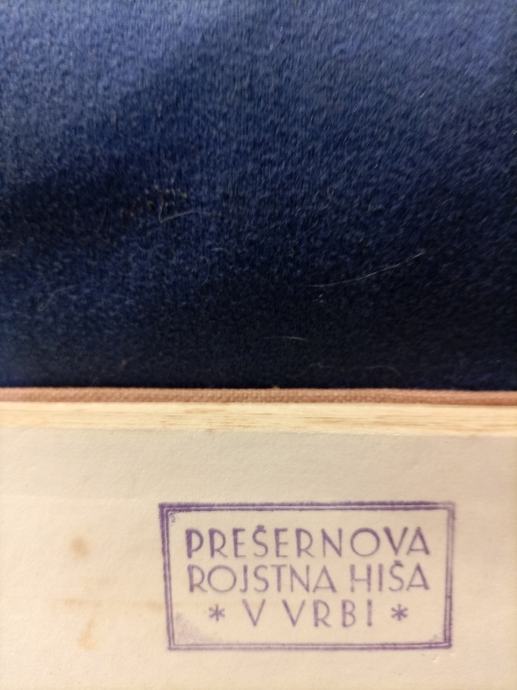 PREŠERNOVA
ROJSTNA HIŠA
* V VRBI *